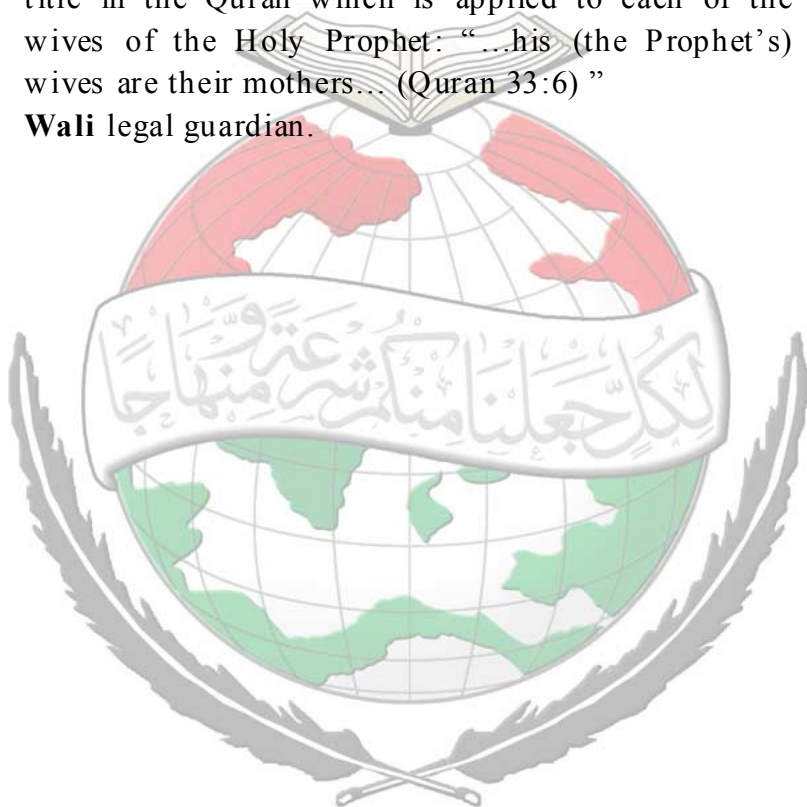 title in the Quran which is applied to each of the
wives of the Holy Prophet: “…his (the Prophet’s)
wives are their mothers… (Quran 33:6) ”
Wali legal guardian.
لِكُلٍّ جَعَلْنَا مِنْكُمْ شِرْعَةً وَّمِنْهَاجًا